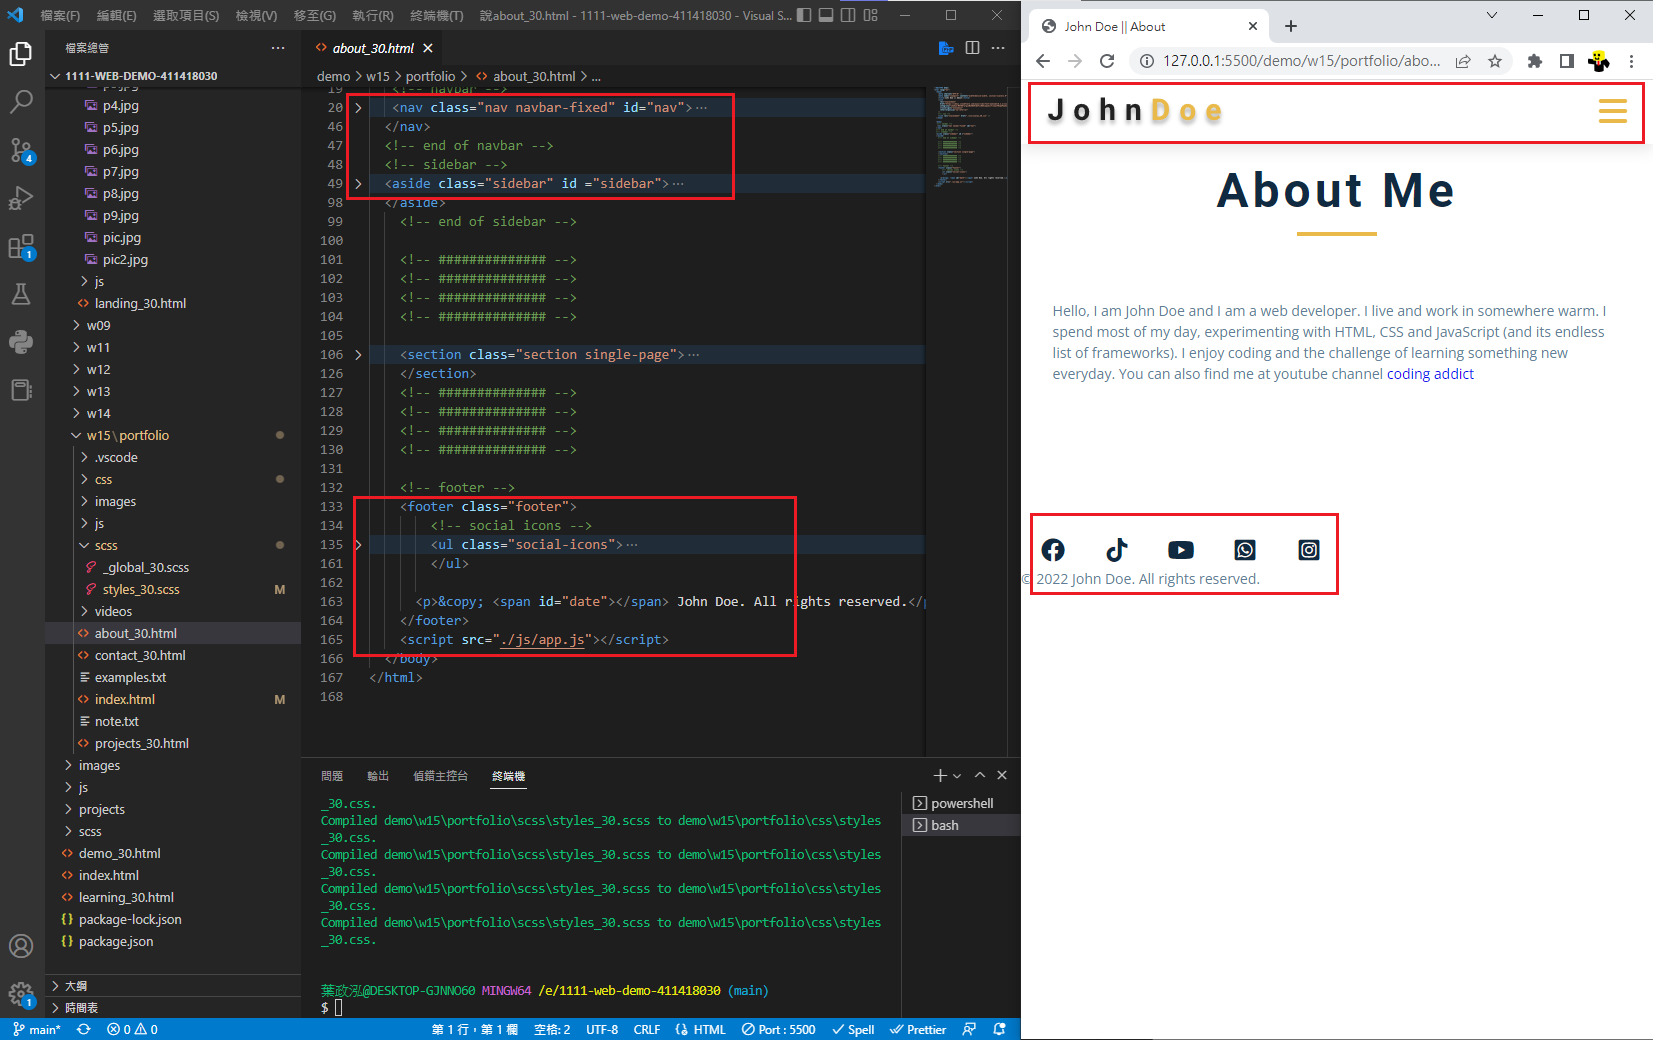 檔案(F) 編輯(E) 選取項目(S) 檢視(V) 移至(G) 執行(R) 終端機(T) 說about_30.html - 1111-web-demo-411418030 - Visual S...
檔案總管
1111-WEB-DEMO-411418030
p4.jpg
p5.jpg
p6.jpg
p7.jpg
p8.jpg
p9.jpg
pic.jpg
pic2.jpg
js
landing_30.html
w09
w11
w12
w13
w14
w15\portfolio
.vscode
css
images
js
scss
_global_30.scss
styles_30.scss M
videos
about_30.html
contact_30.html
examples.txt
index.html M
note.txt
projects_30.html
images
js
projects
scss
demo_30.html
index.html
learning_30.html
package-lock.json
package.json
大綱
時間表
4
1
1
about_30.html
demo > w15 > portfolio > about_30.html > ...
19 <!-- navbar -->
20 <nav class="nav navbar-fixed" id="nav">...
46 </nav>
47 <!-- end of navbar -->
48 <!-- sidebar -->
49 <aside class="sidebar" id ="sidebar">...
98 </aside>
99 <!-- end of sidebar -->
100
101 <!-- ############## -->
102 <!-- ############## -->
103 <!-- ############## -->
104 <!-- ############## -->
105
106 <section class="section single-page">...
126 </section>
127 <!-- ############## -->
128 <!-- ############## -->
129 <!-- ############## -->
130 <!-- ############## -->
131
132 <!-- footer -->
133 <footer class="footer">
134 <!-- social icons -->
135 <ul class="social-icons">...
161 </ul>
162
163 <p>&copy; <span id="date"></span> John Doe. All rights reserved.</p
164 </footer>
165 <script src="./js/app.js"></script>
166 </body>
167 </html>
168
問題 輸出 偵錯主控台 終端機
_30.css.
Compiled demo\w15\portfolio\scss\styles_30.scss to demo\w15\portfolio\css\styles
_30.css.
Compiled demo\w15\portfolio\scss\styles_30.scss to demo\w15\portfolio\css\styles
_30.css.
Compiled demo\w15\portfolio\scss\styles_30.scss to demo\w15\portfolio\css\styles
_30.css.
Compiled demo\w15\portfolio\scss\styles_30.scss to demo\w15\portfolio\css\styles
_30.css.
葉政泓@DESKTOP-GJNNO60 MINGW64 /e/1111-web-demo-411418030 (main)
$
powershell
bash
main* 0 0 第 1 行，第 1 欄 空格: 2 UTF-8 CRLF HTML Port : 5500 Spell Prettier
John Doe || About
127.0.0.1:5500/demo/w15/portfolio/abo...
JohnDoe
About Me
Hello, I am John Doe and I am a web developer. I live and work in somewhere warm. I
spend most of my day, experimenting with HTML, CSS and JavaScript (and its endless
list of frameworks). I enjoy coding and the challenge of learning something new
everyday. You can also find me at youtube channel coding addict
© 2022 John Doe. All rights reserved.